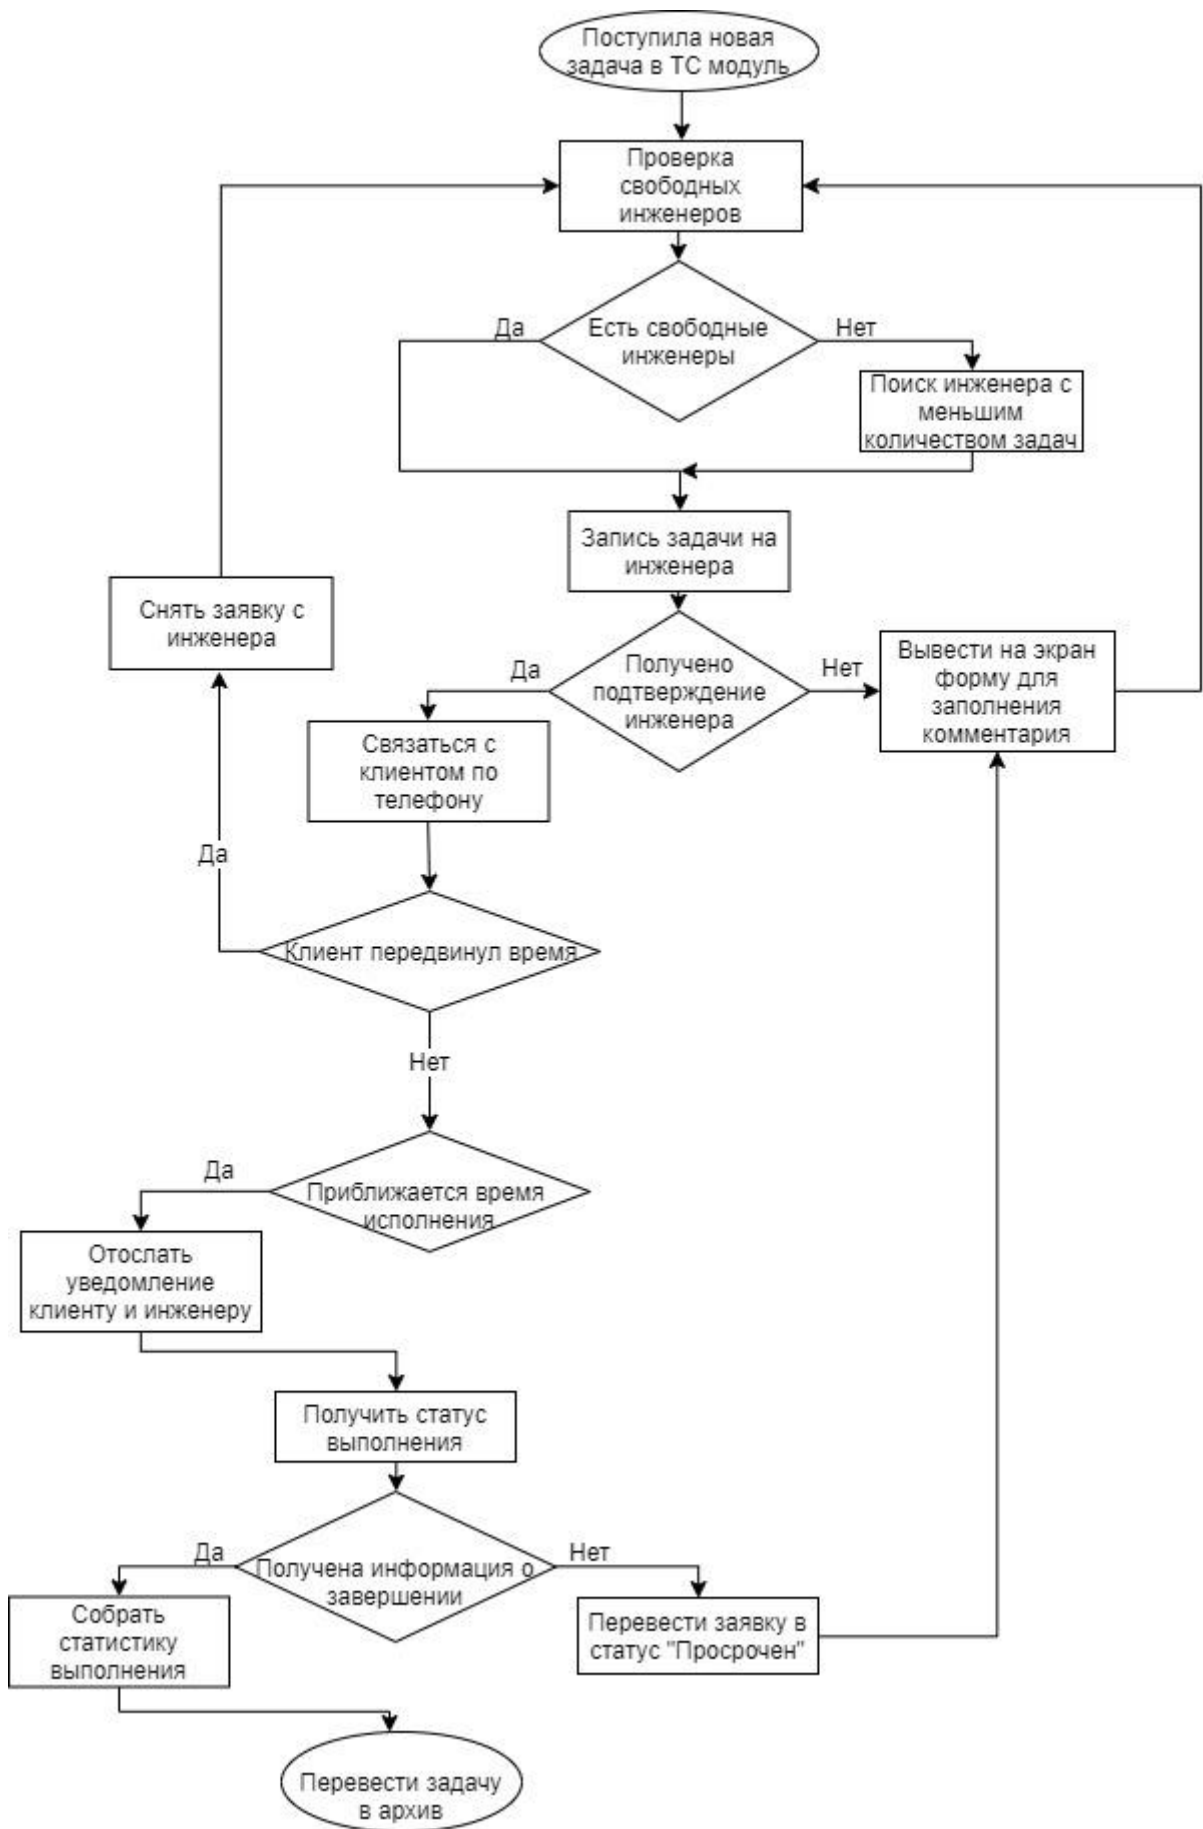 Поступила новая
задача в ТС модуль
Проверка
свободных
инженеров
Да
Есть свободные
инженеры
Нет
Поиск инженера с
меньшим
количеством задач
Запись задачи на
инженера
Снять заявку с
инженера
Да
Получено
подтверждение
инженера
Нет
Вывести на экран
форму для
заполнения
комментария
Связаться с
клиентом по
телефону
Да
Клиент передвинул время
Нет
Да
Приближается время
исполнения
Отослать
уведомление
клиенту и инженеру
Получить статус
выполнения
Да
Получена информация о
завершении
Нет
Собрать
статистику
выполнения
Перевести заявку в
статус "Просрочен"
Перевести задачу
в архив